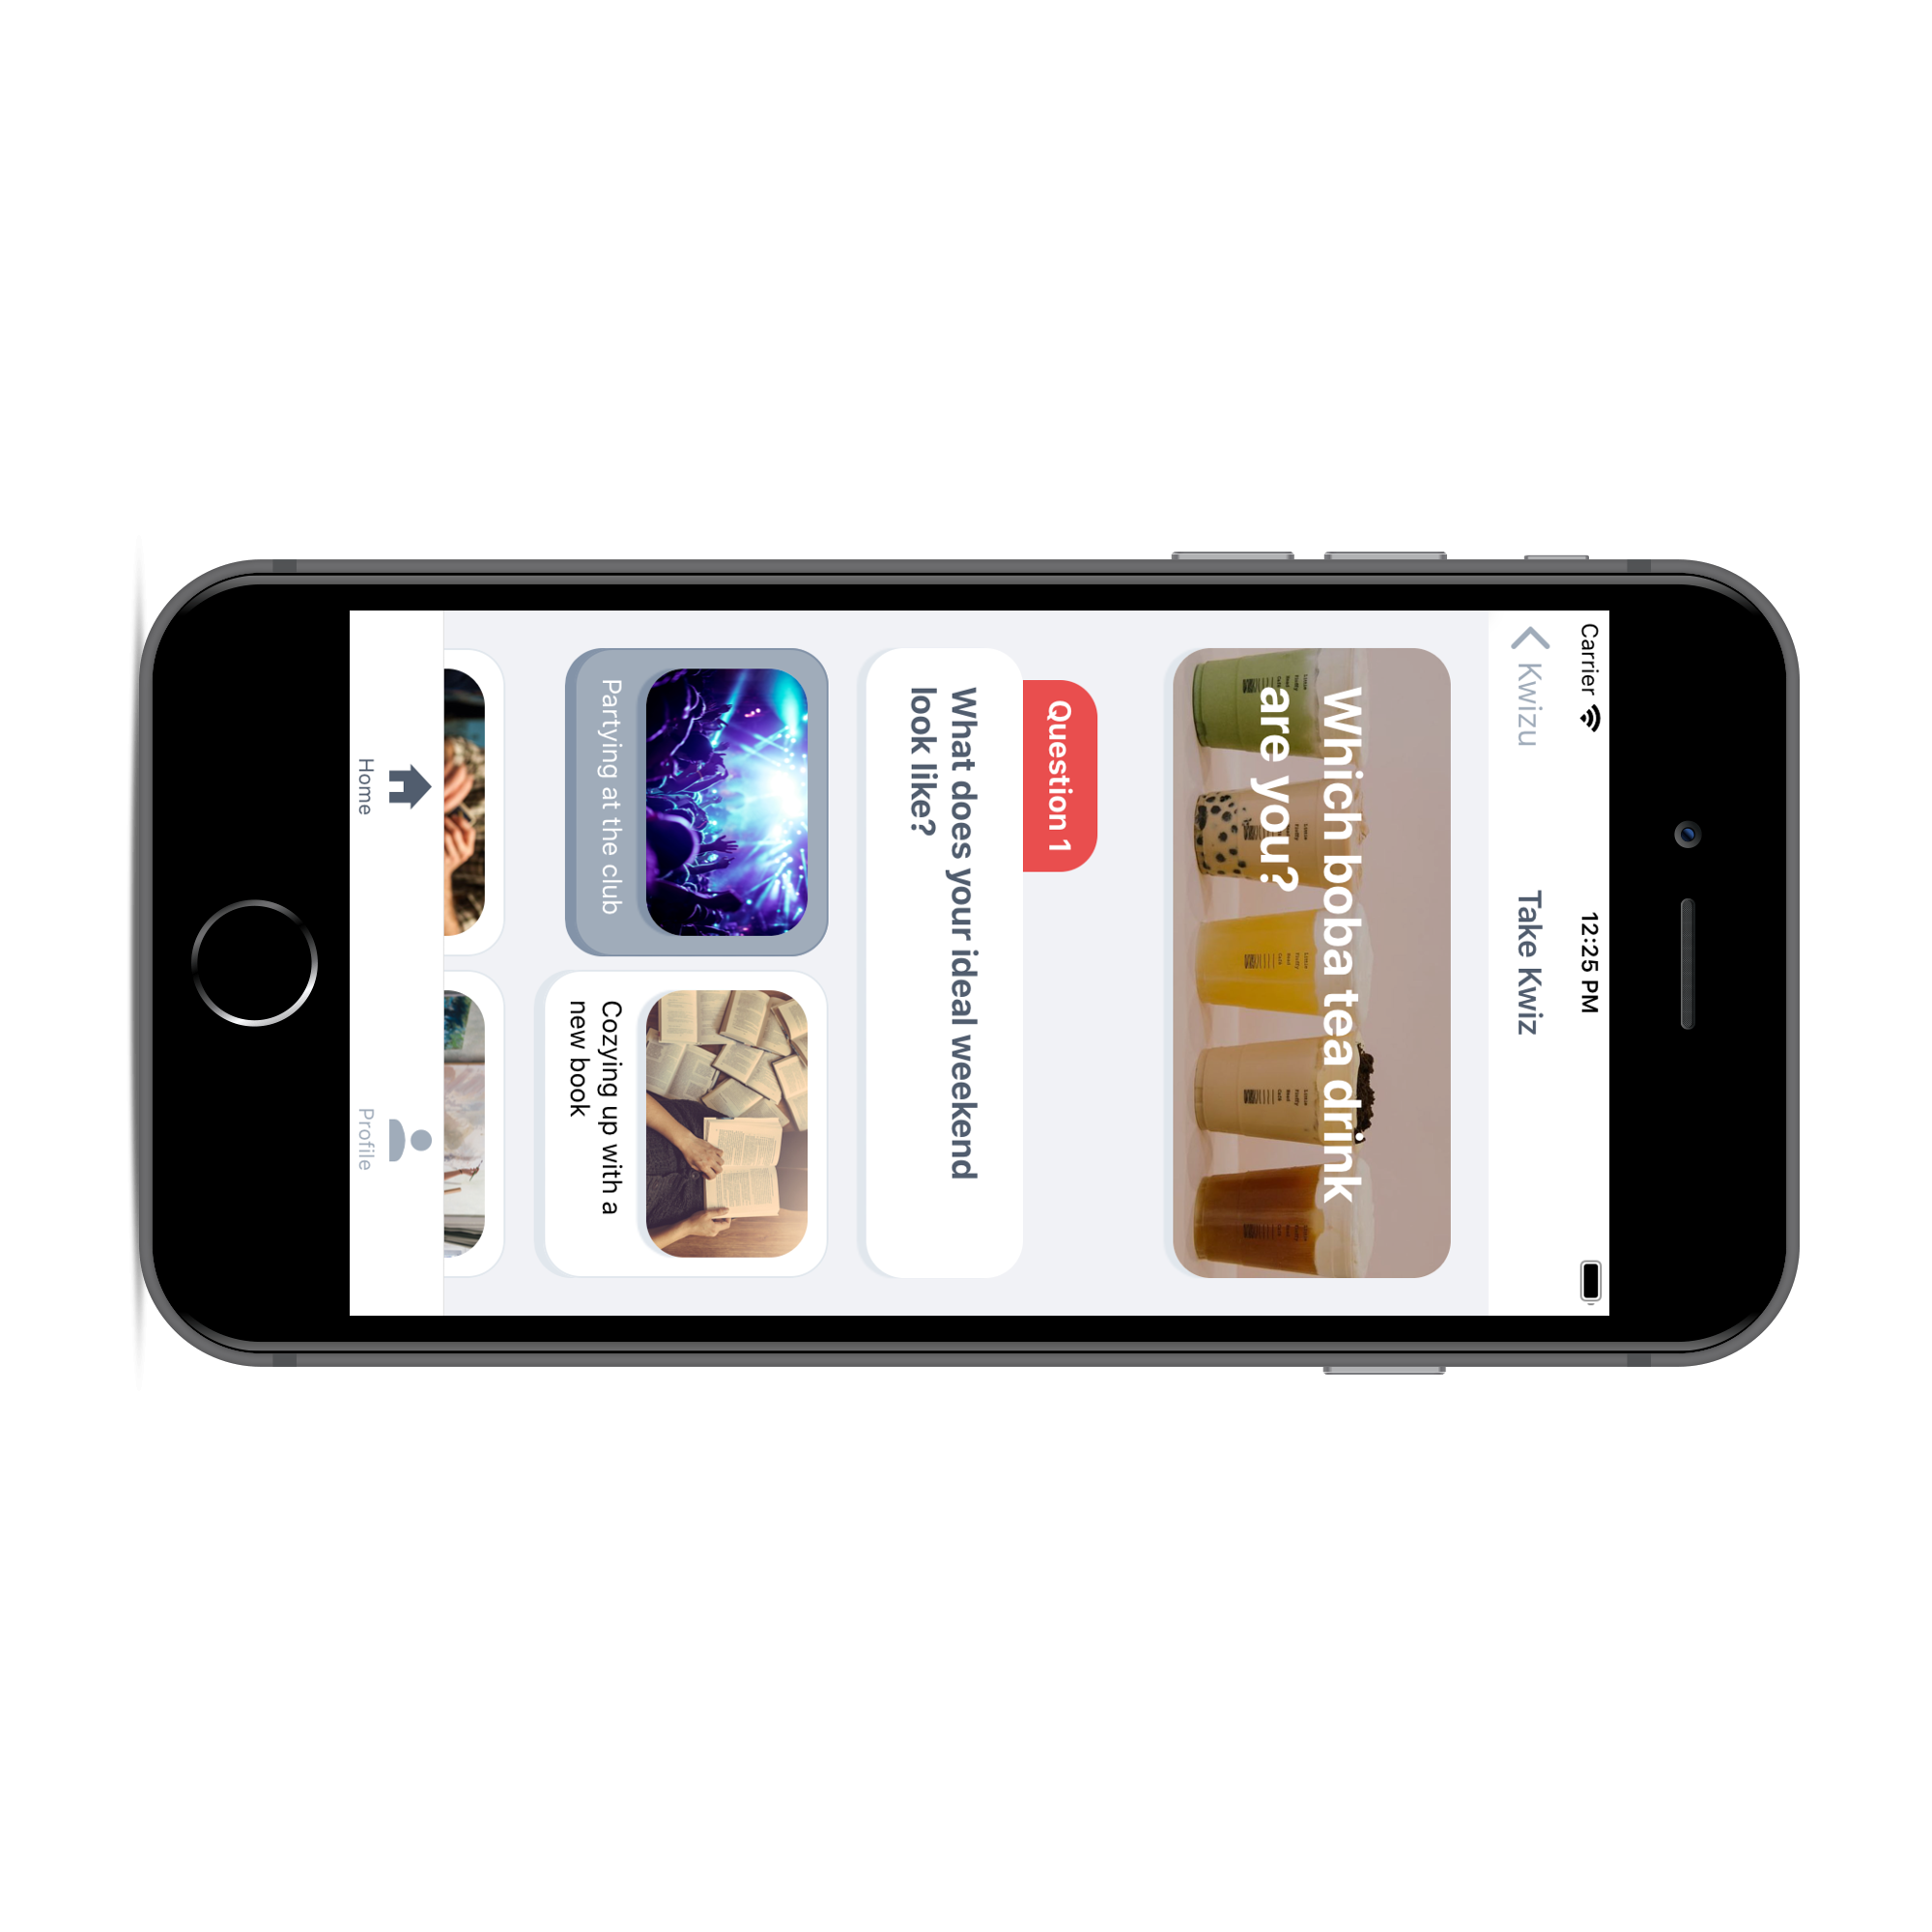 Carrier 12:25 PM
Kwizu Take Kwiz
Which boba tea drink
are you?
Question 1
What does your ideal weekend
look like?
Partying at the club
Cozying up with a
new book
Home Profile